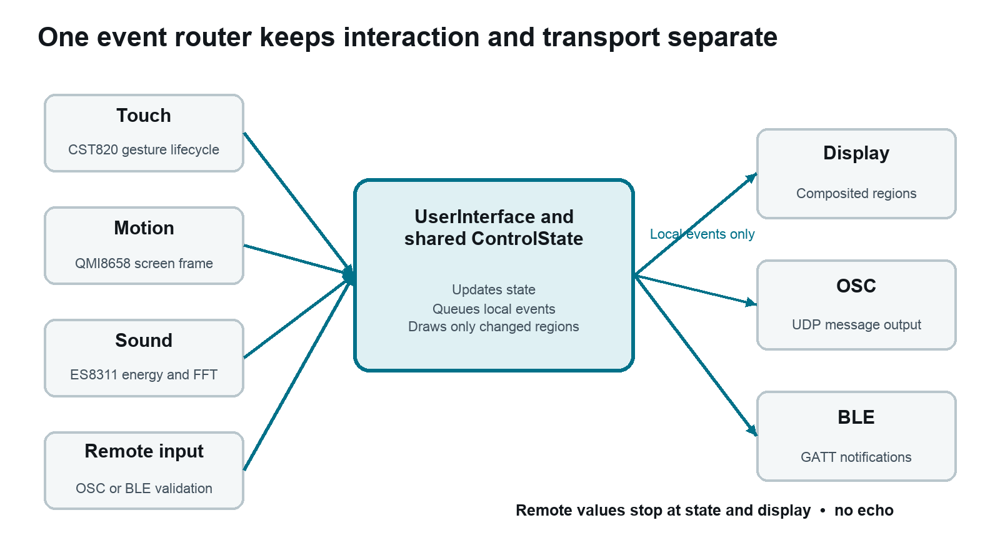 One event router keeps interaction and transport separate
Touch
CST820 gesture lifecycle
Motion
QMI8658 screen frame
Sound
ES8311 energy and FFT
Remote input
OSC or BLE validation
UserInterface and
shared ControlState
Updates state
Queues local events
Draws only changed regions
Local events only
Display
Composited regions
OSC
UDP message output
BLE
GATT notifications
Remote values stop at state and display • no echo